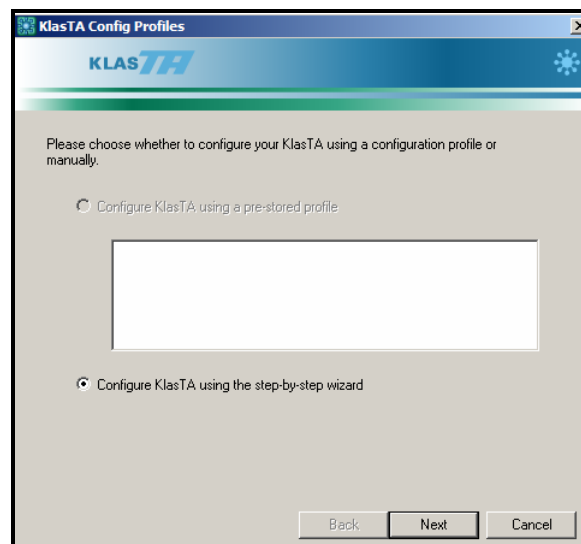 KlasTA Config Profiles
KLASTA
Please choose whether to configure your KlasTA using a configuration profile or
manually.
Configure KlasTA using a pre-stored profile
Configure KlasTA using the step-by-step wizard
Back Next Cancel